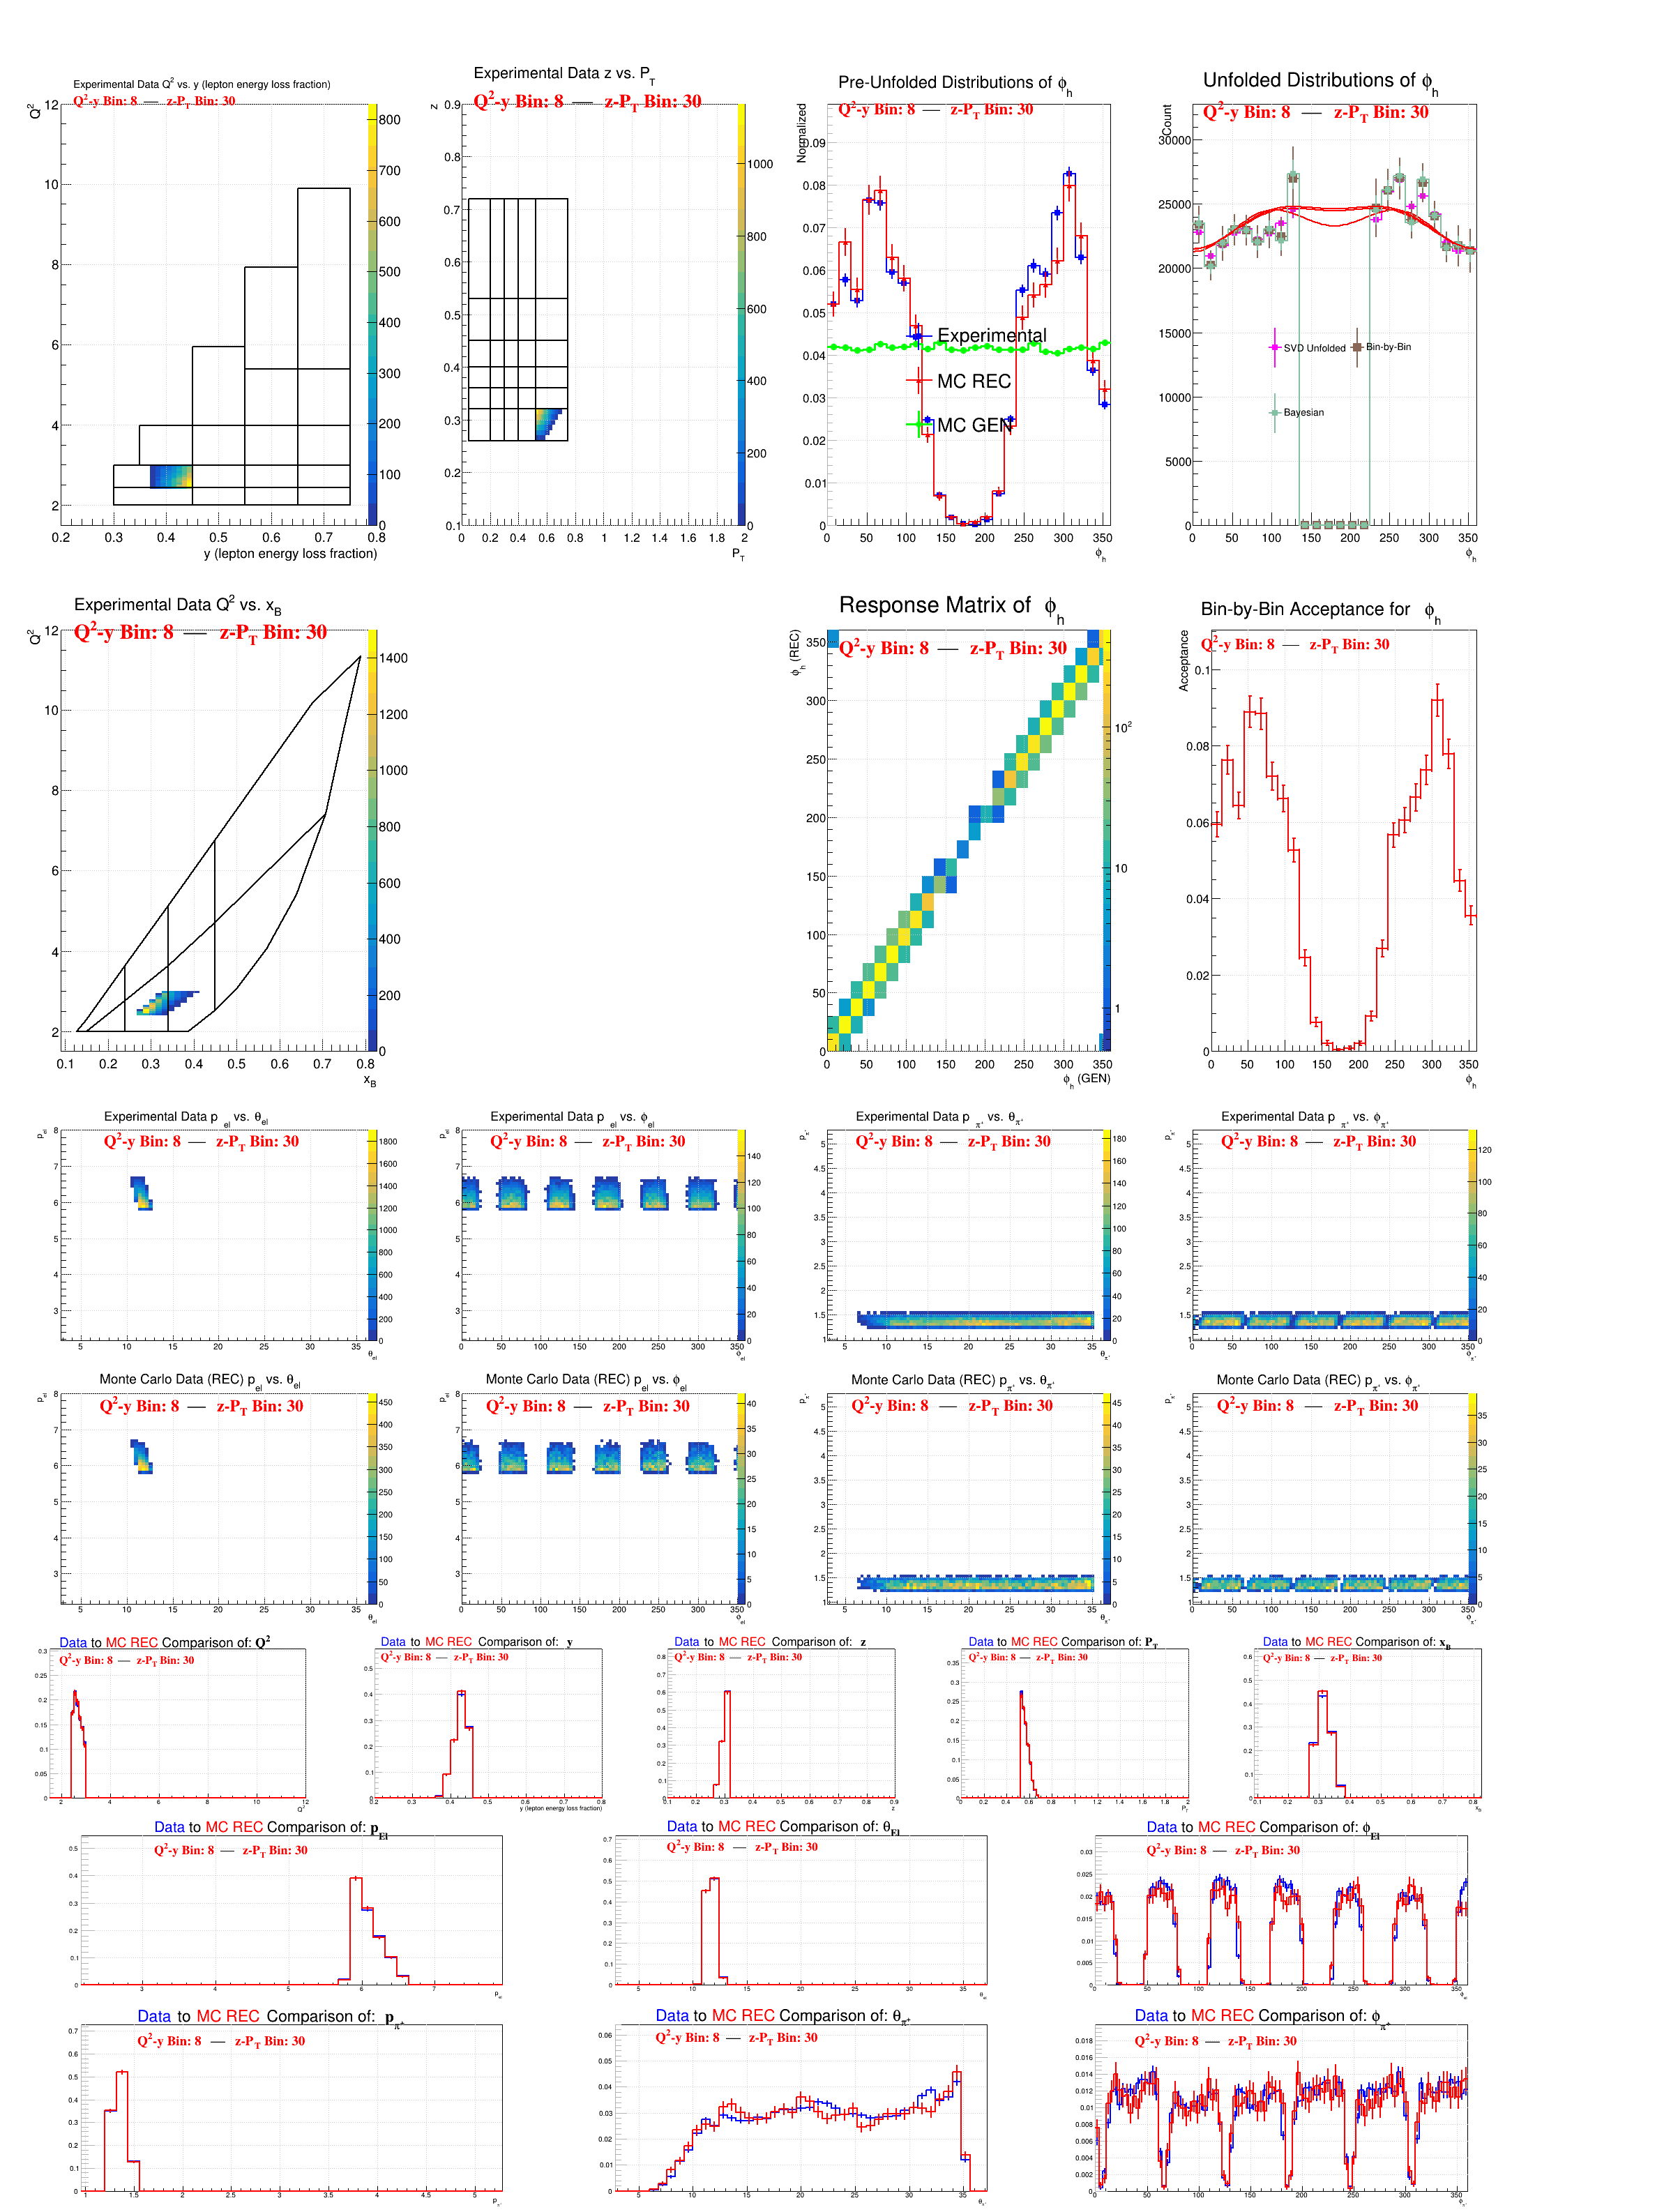 Experimental Data Q² vs. y (lepton energy loss fraction)
Q²-y Bin: 8 — z-P_T Bin: 30
Q²
y (lepton energy loss fraction)
Experimental Data z vs. P_T
Q²-y Bin: 8 — z-P_T Bin: 30
z
P_T
Pre-Unfolded Distributions of ϕ_h
Q²-y Bin: 8 — z-P_T Bin: 30
Normalized
Experimental
MC REC
MC GEN
ϕ_h
Unfolded Distributions of ϕ_h
Q²-y Bin: 8 — z-P_T Bin: 30
Count
SVD Unfolded
Bin-by-Bin
Bayesian
ϕ_h
Experimental Data Q² vs. x_B
Q²-y Bin: 8 — z-P_T Bin: 30
Q²
x_B
Response Matrix of ϕ_h
Q²-y Bin: 8 — z-P_T Bin: 30
ϕ_h (REC)
ϕ_h (GEN)
Bin-by-Bin Acceptance for ϕ_h
Q²-y Bin: 8 — z-P_T Bin: 30
Acceptance
ϕ_h
Experimental Data p_el vs. θ_el
Q²-y Bin: 8 — z-P_T Bin: 30
Experimental Data p_el vs. ϕ_el
Q²-y Bin: 8 — z-P_T Bin: 30
Experimental Data p_π⁺ vs. θ_π⁺
Q²-y Bin: 8 — z-P_T Bin: 30
Experimental Data p_π⁺ vs. ϕ_π⁺
Q²-y Bin: 8 — z-P_T Bin: 30
Monte Carlo Data (REC) p_el vs. θ_el
Q²-y Bin: 8 — z-P_T Bin: 30
Monte Carlo Data (REC) p_el vs. ϕ_el
Q²-y Bin: 8 — z-P_T Bin: 30
Monte Carlo Data (REC) p_π⁺ vs. θ_π⁺
Q²-y Bin: 8 — z-P_T Bin: 30
Monte Carlo Data (REC) p_π⁺ vs. ϕ_π⁺
Q²-y Bin: 8 — z-P_T Bin: 30
Data to MC REC Comparison of: Q²
Q²-y Bin: 8 — z-P_T Bin: 30
Data to MC REC Comparison of: y
Q²-y Bin: 8 — z-P_T Bin: 30
y (lepton energy loss fraction)
Data to MC REC Comparison of: z
Q²-y Bin: 8 — z-P_T Bin: 30
Data to MC REC Comparison of: P_T
Q²-y Bin: 8 — z-P_T Bin: 30
Data to MC REC Comparison of: x_B
Q²-y Bin: 8 — z-P_T Bin: 30
Data to MC REC Comparison of: p_El
Q²-y Bin: 8 — z-P_T Bin: 30
Data to MC REC Comparison of: θ_El
Q²-y Bin: 8 — z-P_T Bin: 30
Data to MC REC Comparison of: ϕ_El
Q²-y Bin: 8 — z-P_T Bin: 30
Data to MC REC Comparison of: p_π⁺
Q²-y Bin: 8 — z-P_T Bin: 30
Data to MC REC Comparison of: θ_π⁺
Q²-y Bin: 8 — z-P_T Bin: 30
Data to MC REC Comparison of: ϕ_π⁺
Q²-y Bin: 8 — z-P_T Bin: 30